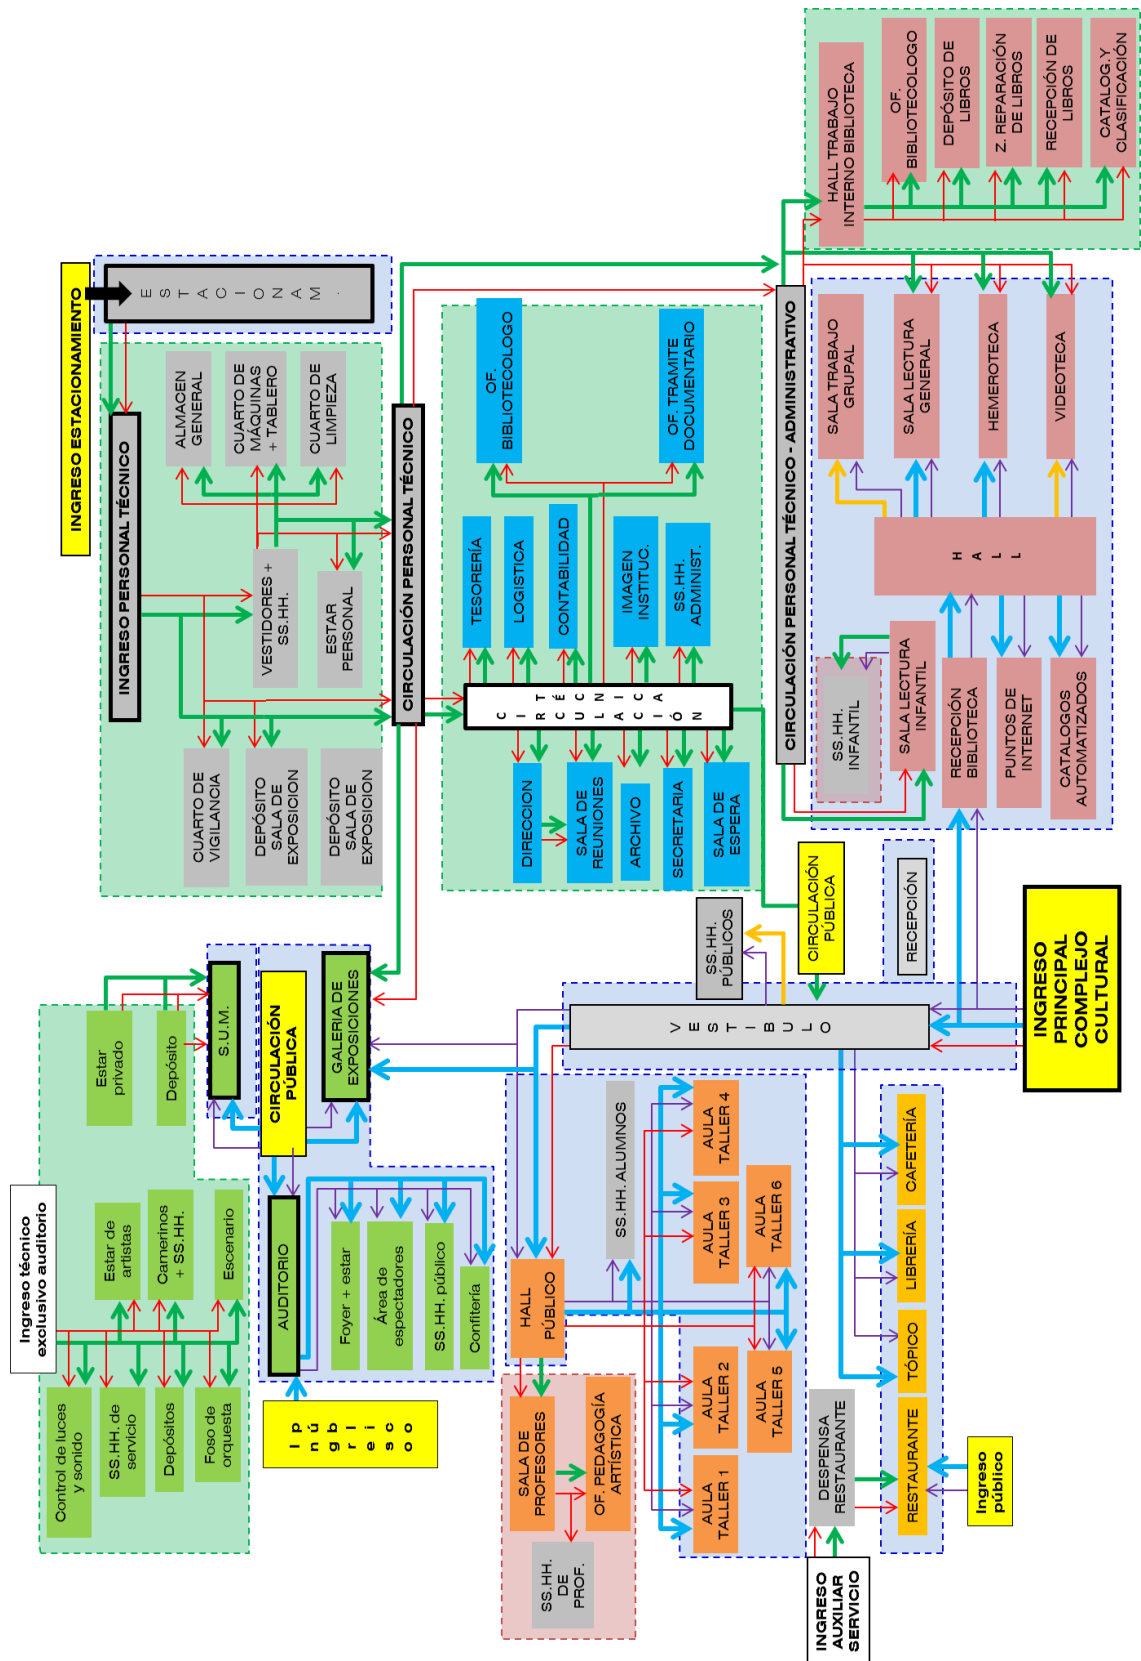 Ingreso técnico
exclusivo auditorio
Control de luces
y sonido
SS.HH. de
servicio
Depósitos
Foso de
orquesta
Estar de
artistas
Camerinos
+ SS.HH.
Escenario
Estar
privado
Depósito
S.U.M.
CIRCULACIÓN
PÚBLICA
GALERIA DE
EXPOSICIONES
AUDITORIO
Foyer + estar
Área de
espectadores
SS.HH. público
Confitería
I p
n ú
g b
r l
e i
s c
o o
INGRESO ESTACIONAMIENTO
E S T A C I O N A M .
INGRESO PERSONAL TÉCNICO
ALMACEN
GENERAL
CUARTO DE
MÁQUINAS
+ TABLERO
CUARTO DE
LIMPIEZA
VESTIDORES +
SS.HH.
ESTAR
PERSONAL
CUARTO DE
VIGILANCIA
DEPÓSITO
SALA DE
EXPOSICION
DEPÓSITO
SALA DE
EXPOSICION
CIRCULACIÓN PERSONAL TÉCNICO
C I R T
C É
U C
L N
A I
C C
I A
Ó N
TESORERÍA
LOGISTICA
CONTABILIDAD
IMAGEN
INSTITUC.
SS.HH.
ADMINIST.
OF.
BIBLIOTECOLOGO
OF. TRAMITE
DOCUMENTARIO
DIRECCION
SALA DE
REUNIONES
ARCHIVO
SECRETARIA
SALA DE
ESPERA
HALL
PÚBLICO
SALA DE
PROFESORES
OF. PEDAGOGÍA
ARTÍSTICA
SS.HH.
DE
PROF.
SS.HH. ALUMNOS
AULA
TALLER 1
AULA
TALLER 2
AULA
TALLER 3
AULA
TALLER 4
AULA
TALLER 5
AULA
TALLER 6
V E S T I B U L O
SS.HH.
PÚBLICOS
CIRCULACIÓN
PÚBLICA
RECEPCIÓN
CIRCULACIÓN PERSONAL TÉCNICO - ADMINISTRATIVO
HALL TRABAJO
INTERNO BIBLIOTECA
OF.
BIBLIOTECOLOGO
DEPÓSITO DE
LIBROS
Z. REPARACIÓN
DE LIBROS
RECEPCIÓN DE
LIBROS
CATALOG.Y
CLASIFICACIÓN
SALA TRABAJO
GRUPAL
SALA LECTURA
GENERAL
HEMEROTECA
VIDEOTECA
H A L L
SS.HH.
INFANTIL
SALA LECTURA
INFANTIL
RECEPCIÓN
BIBLIOTECA
PUNTOS DE
INTERNET
CATALOGOS
AUTOMATIZADOS
INGRESO
AUXILIAR
SERVICIO
DESPENSA
RESTAURANTE
RESTAURANTE
TÓPICO
LIBRERÍA
CAFETERÍA
Ingreso
público
INGRESO
PRINCIPAL
COMPLEJO
CULTURAL